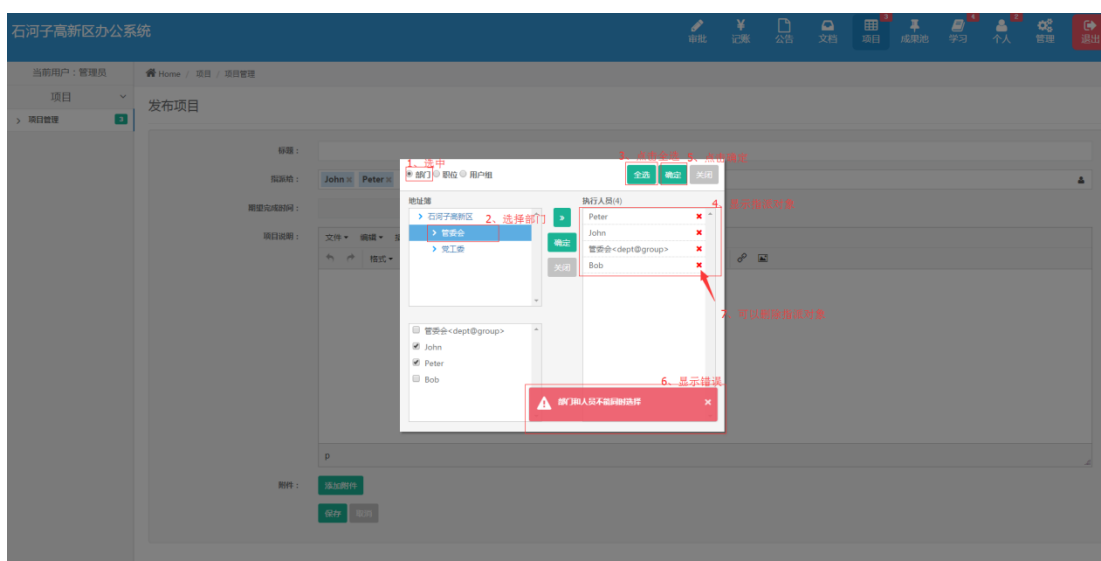 石河子高新区办公系统
审批 记账 公告 文档 项目 3 成果池 学习 4 个人 2 管理 退出
当前用户：管理员
Home / 项目 / 项目管理
项目
发布项目
项目管理 3
标题：
指派给： John Peter
期望完成时间：
项目说明： 文件 编辑
格式
1、选中
3、点击全选 5、点击确定
部门 职位 用户组
全选 确定 关闭
地址簿
执行人员(4)
石河子高新区
2、选择部门
管委会
党工委
确定
关闭
Peter
John
管委会<dept@group>
Bob
4、显示指派对象
7、可以删除指派对象
管委会<dept@group>
John
Peter
Bob
6、显示错误
部门和人员不能同时选择
p
附件： 添加附件
保存 取消